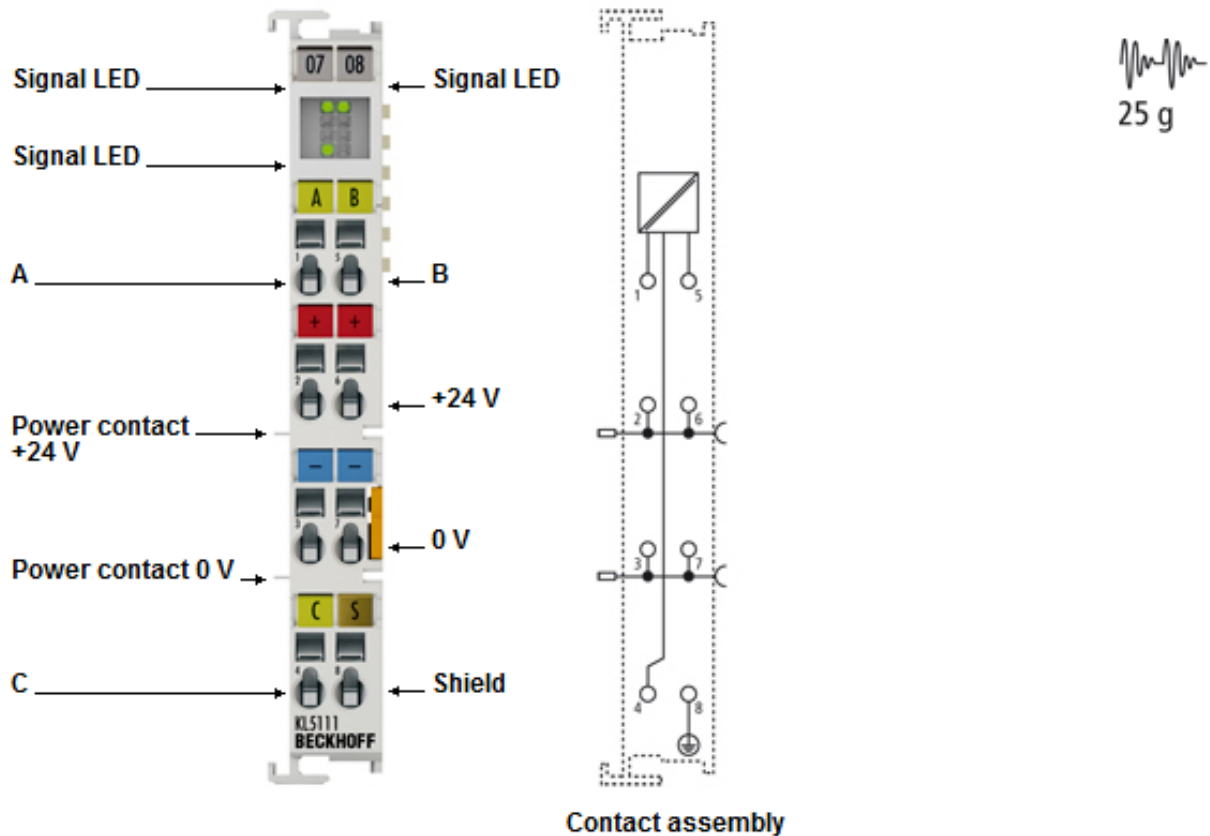 07 08
Signal LED
Signal LED
Signal LED
25 g
A B
1 5
A
B
1 5
+ +
2 6
+24 V
2 6
Power contact
+24 V
- -
3 7
0 V
3 7
Power contact 0 V
C S
4 8
C
Shield
4 8
KL5111
BECKHOFF
Contact assembly